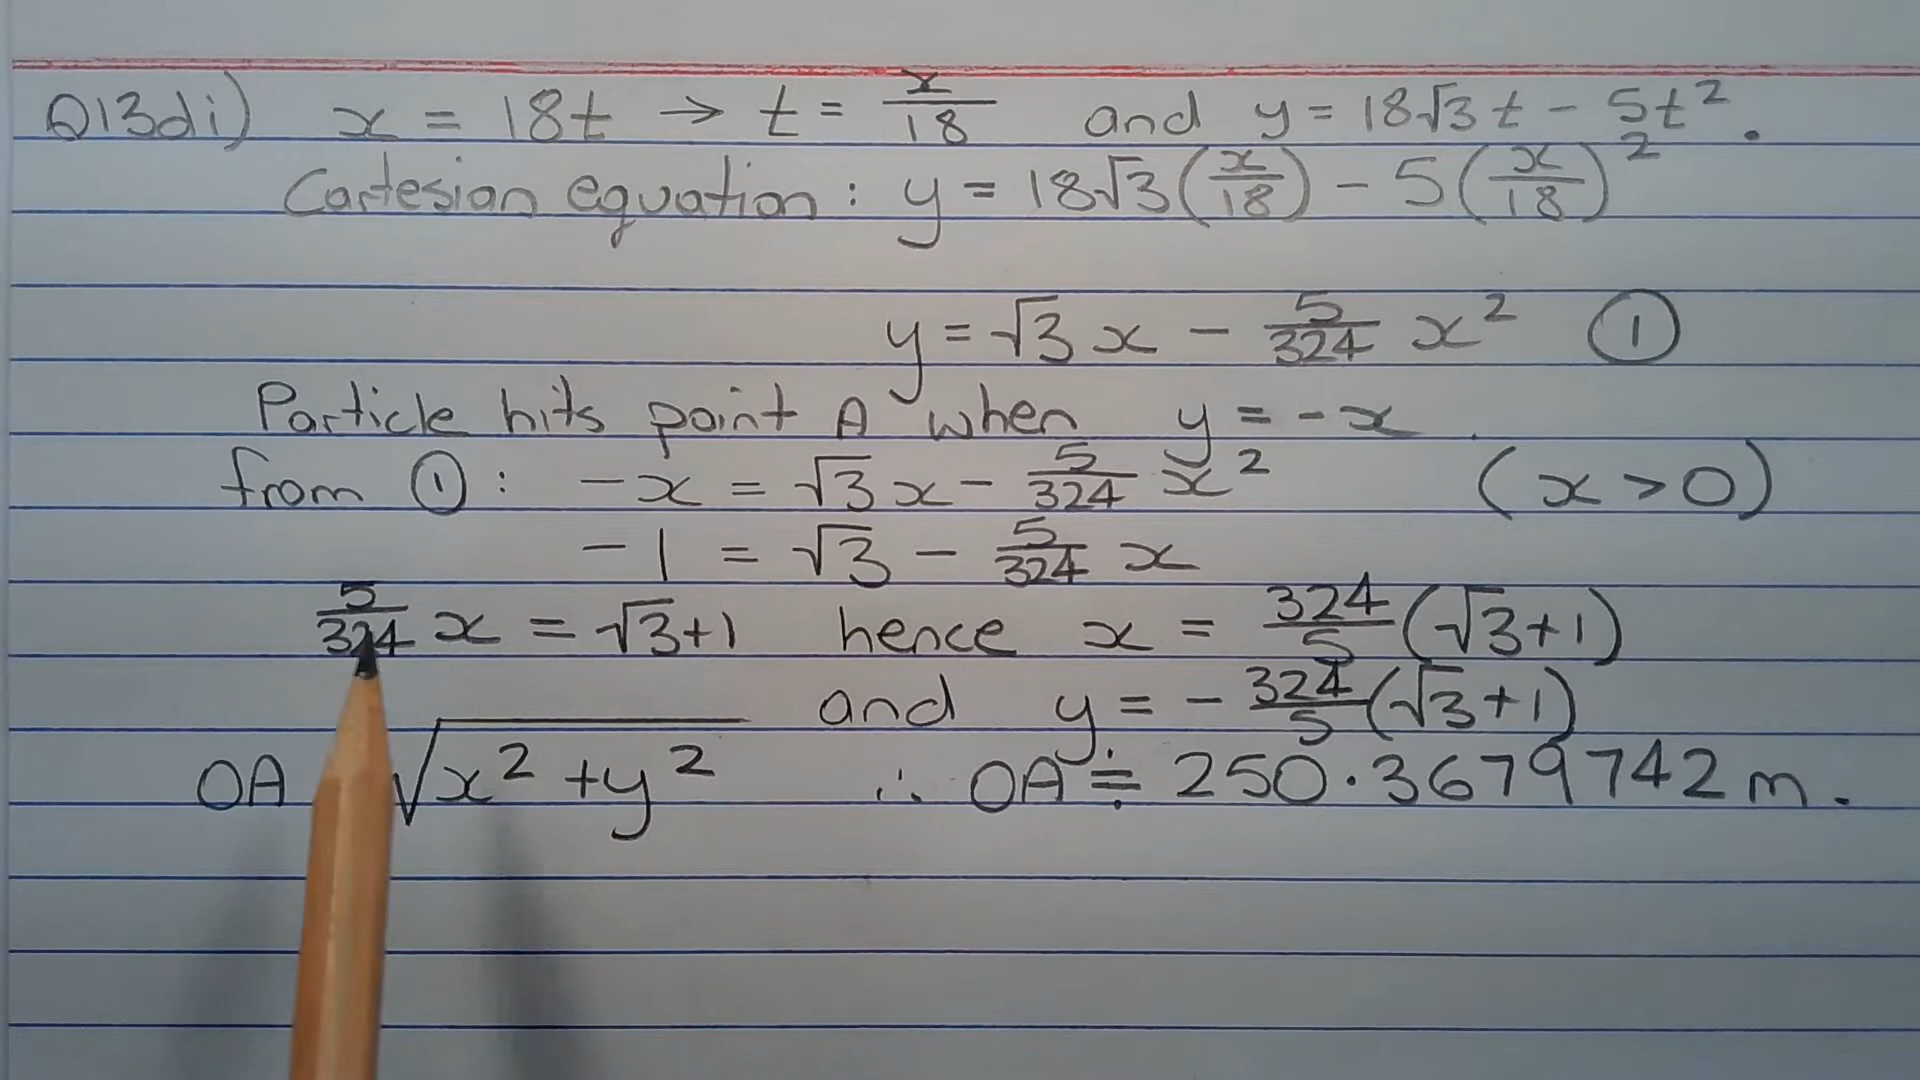 Q13di) x = 18t → t = x/18 and y = 18√3 t − 5t².
Cartesian equation : y = 18√3 (x/18) − 5 (x/18)²
y = √3 x − 5/324 x² ①
Particle hits point A when y = −x
from ① : −x = √3 x − 5/324 x² (x > 0)
−1 = √3 − 5/324 x
5/324 x = √3+1 hence x = 324/5 (√3+1)
and y = − 324/5 (√3+1)
OA √(x² + y²) ∴ OA ≑ 250.3679742 m.